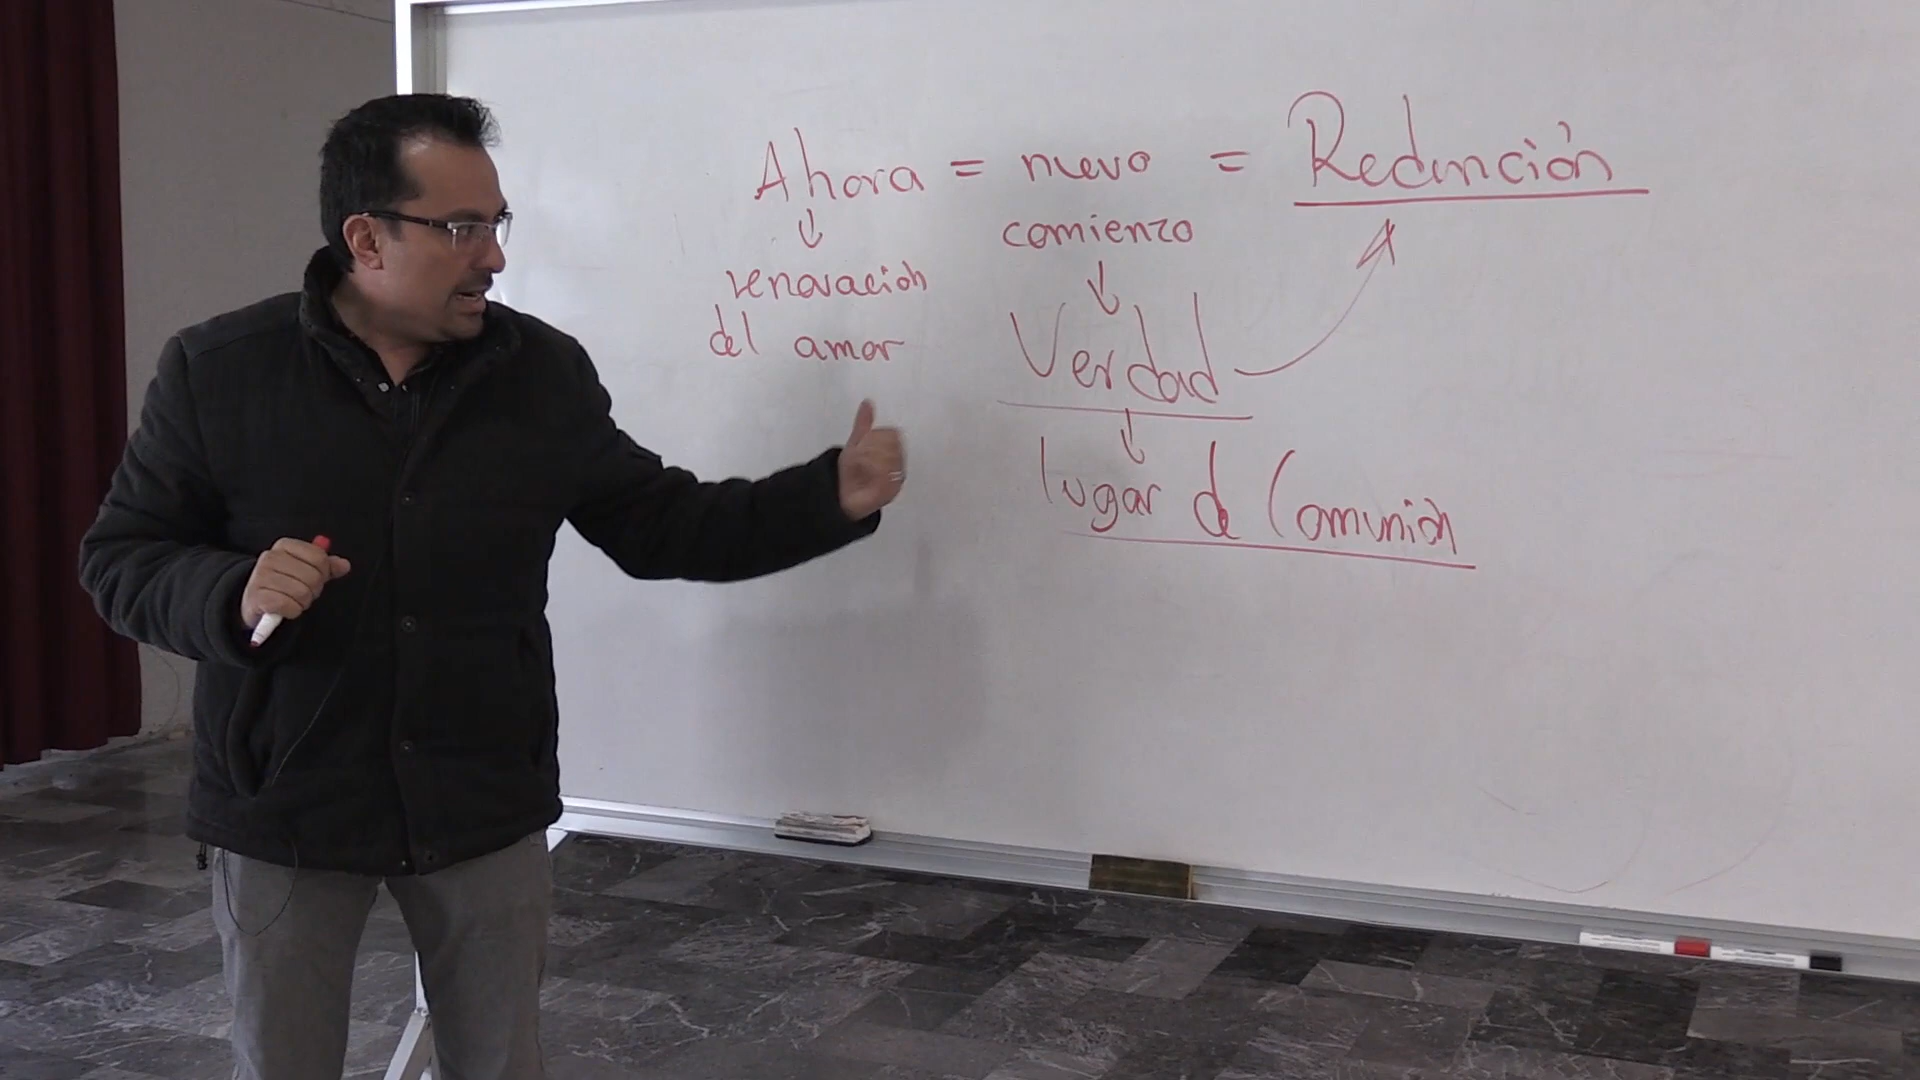 Ahora = nuevo = Redención
↓ comienzo
renovación ↓
del amor Verdad
↓
lugar de Comunión